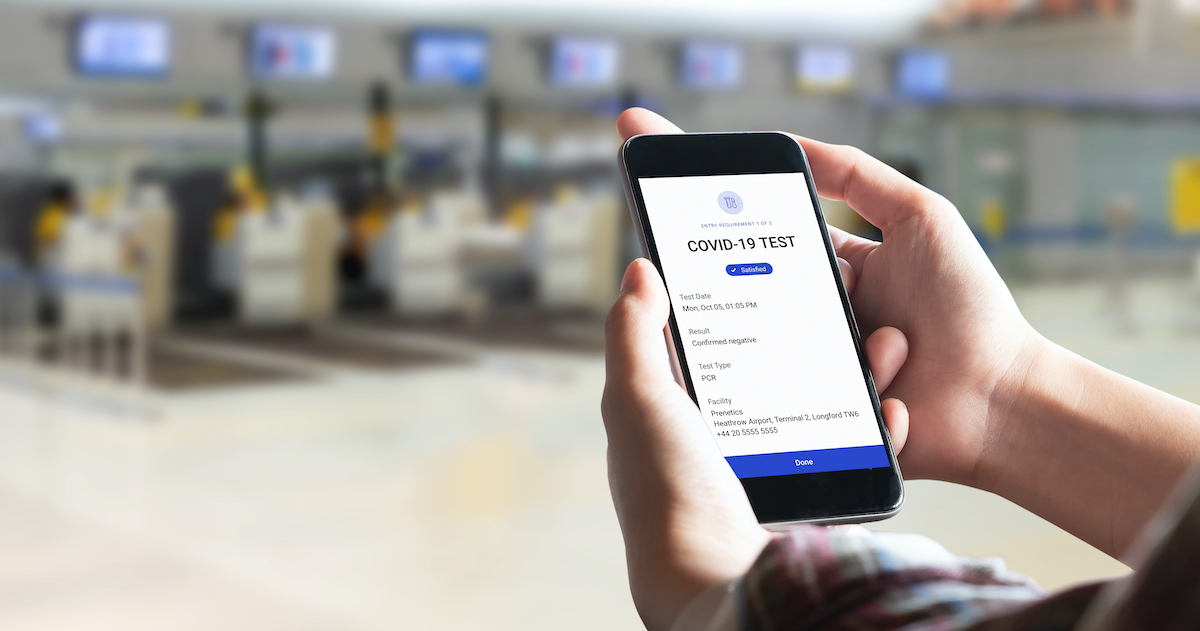 ENTRY REQUIREMENT 1 OF 2
COVID-19 TEST
Satisfied
Test Date
Mon, Oct 05, 01:05 PM
Result
Confirmed negative
Test Type
PCR
Facility
Prenetics
Heathrow Airport, Terminal 2, Longford TW6
+44 20 5555 5555
Done